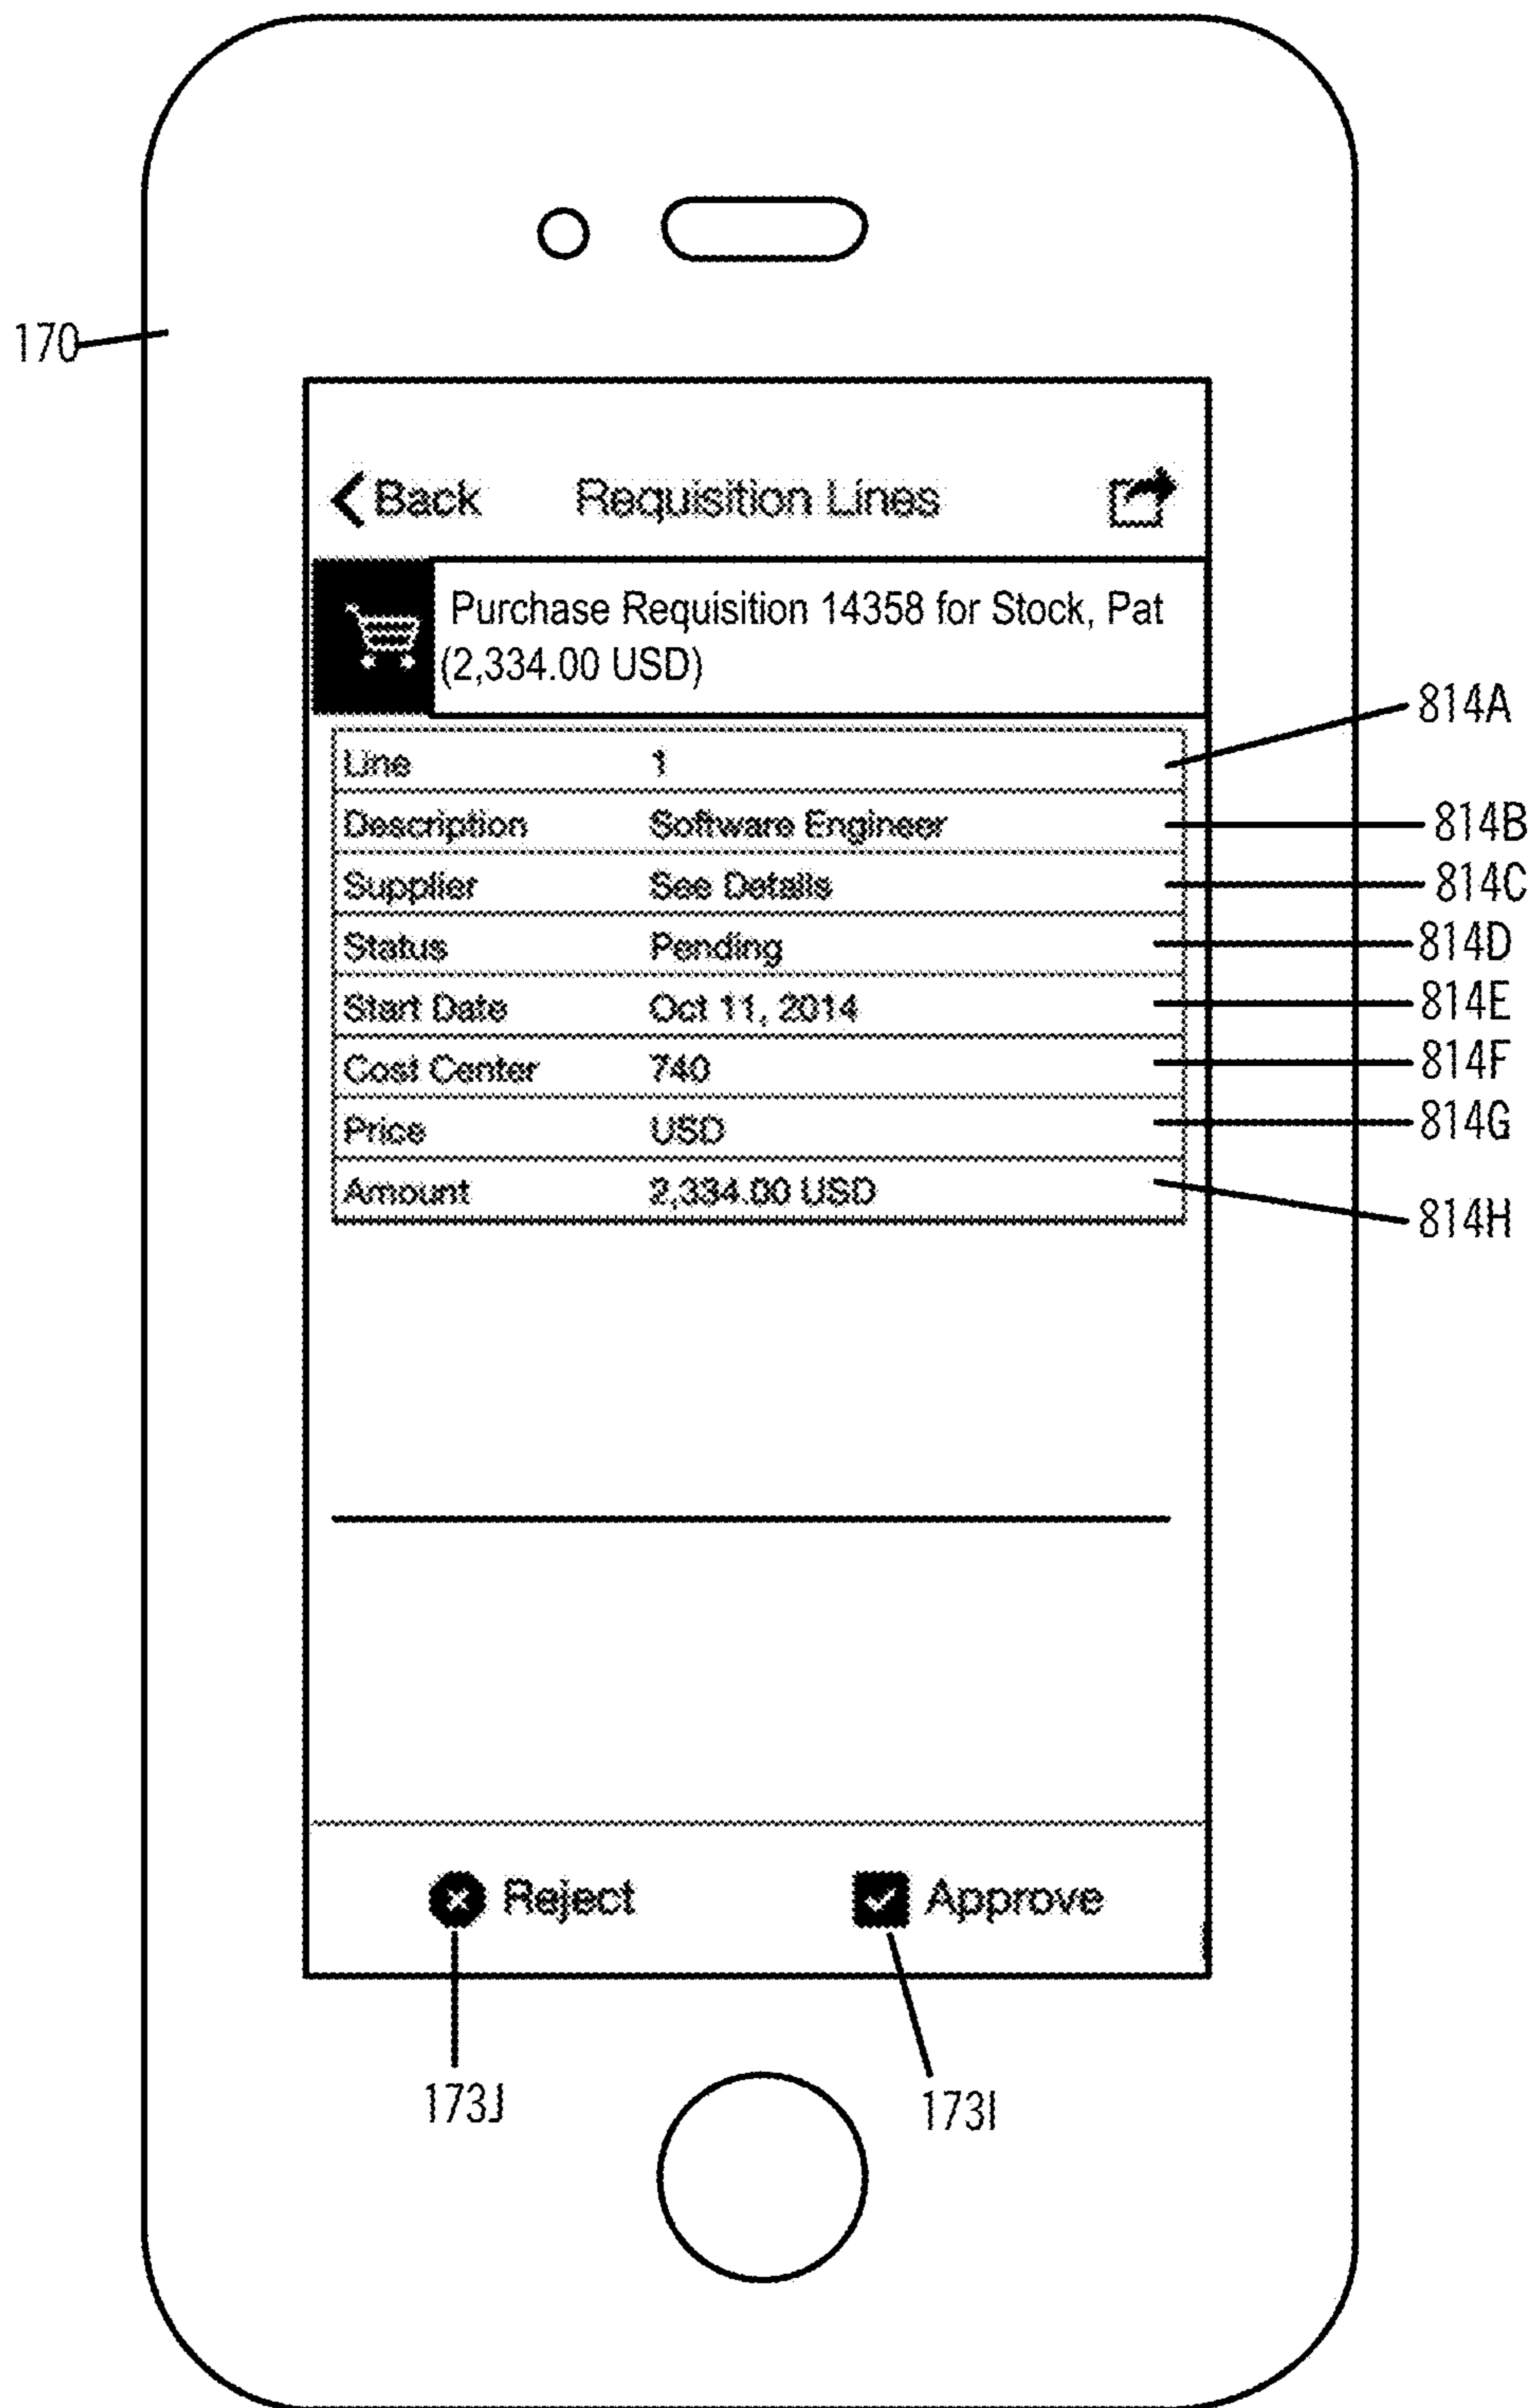 170
Back Requisition Lines
Purchase Requisition 14358 for Stock, Pat
(2,334.00 USD)
Line 1 814A
Description Software Engineer 814B
Supplier See Details 814C
Status Pending 814D
Start Date Oct 11, 2014 814E
Cost Center 740 814F
Price USD 814G
Amount 2,334.00 USD 814H
Reject Approve
173J 173I